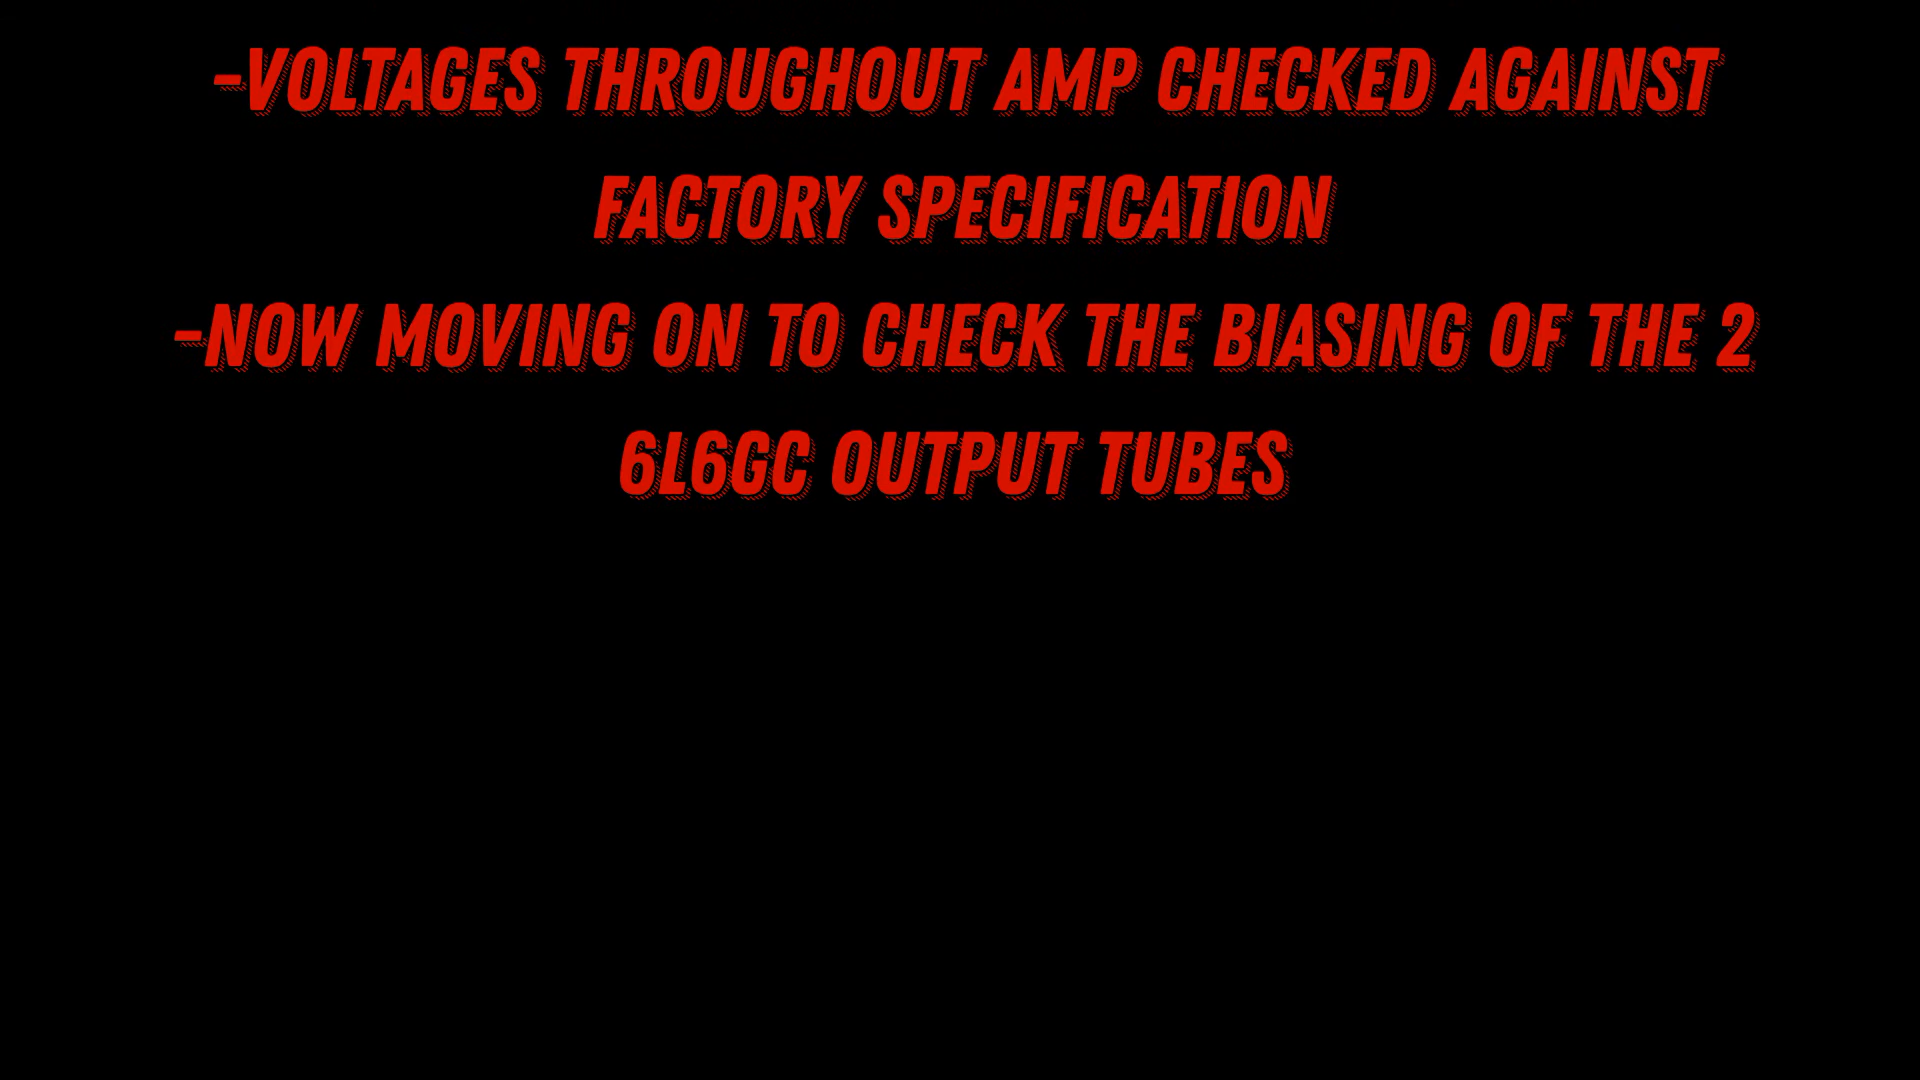 -VOLTAGES THROUGHOUT AMP CHECKED AGAINST
FACTORY SPECIFICATION
-NOW MOVING ON TO CHECK THE BIASING OF THE 2
6L6GC OUTPUT TUBES